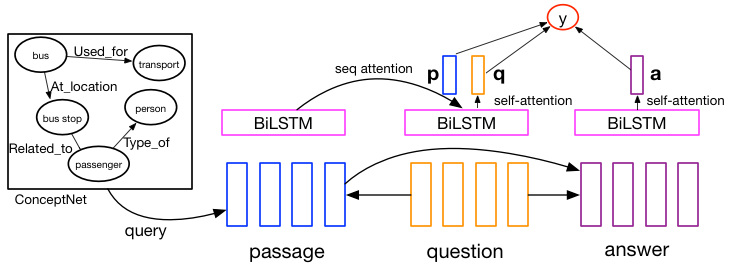 y
bus
Used_for
transport
At_location
person
bus stop
Related_to
Type_of
passenger
ConceptNet
query
seq attention
p
q
a
self-attention
self-attention
BiLSTM
BiLSTM
BiLSTM
passage
question
answer